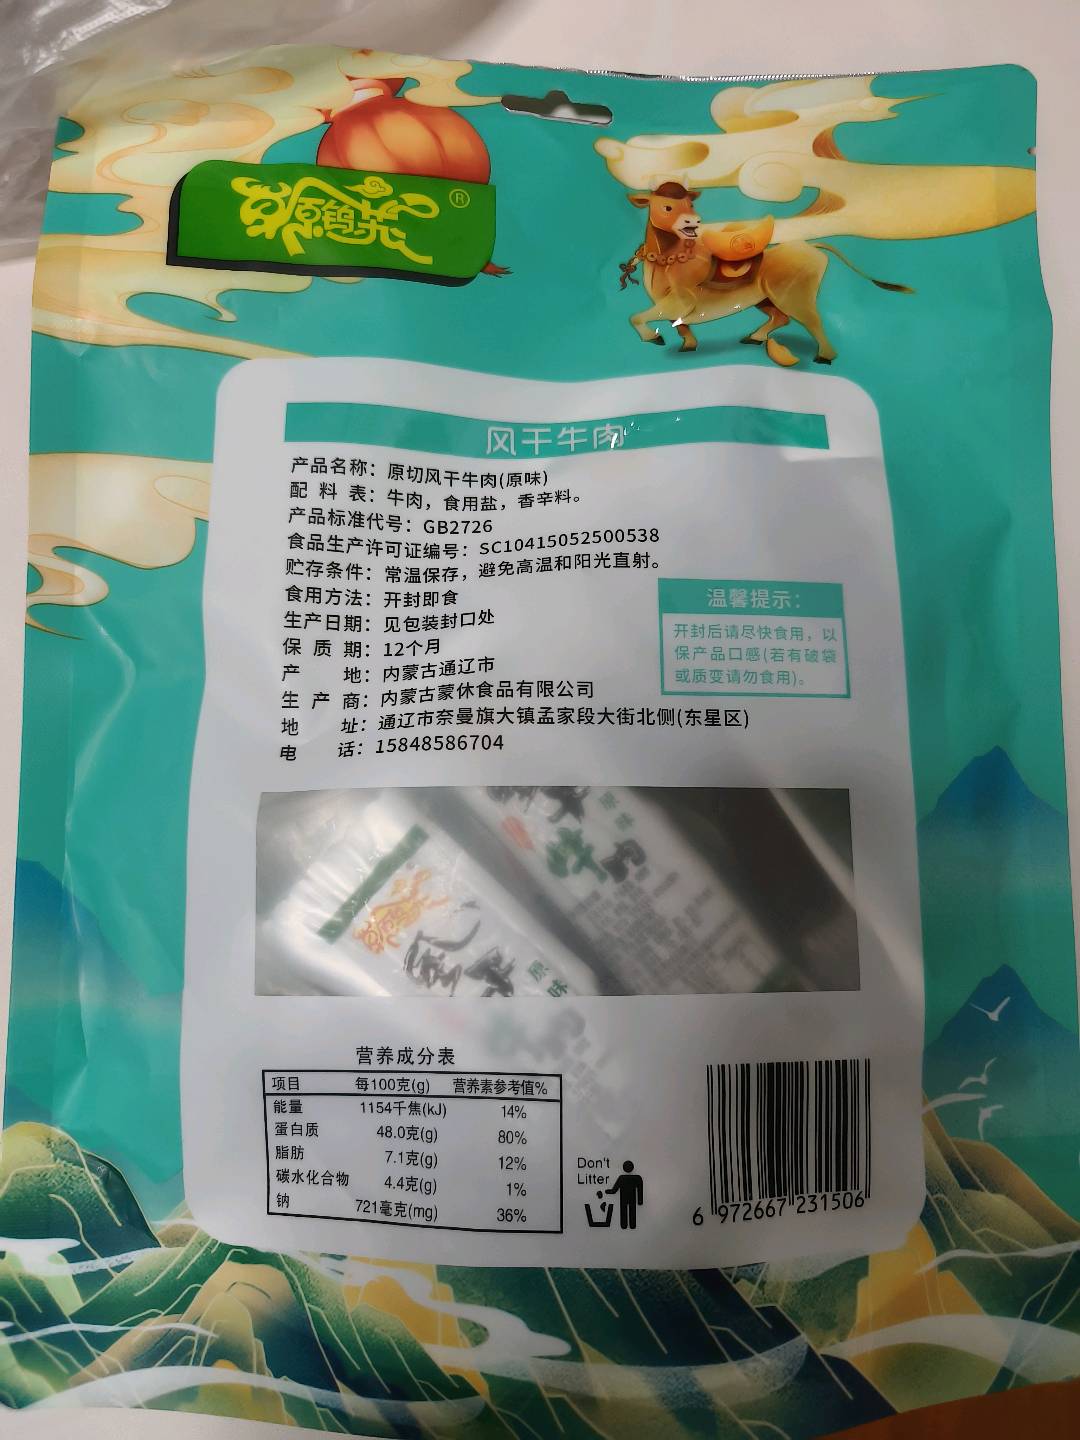 ®
风干牛肉
产品名称：原切风干牛肉(原味)
配料表：牛肉，食用盐，香辛料。
产品标准代号：GB2726
食品生产许可证编号：SC10415052500538
贮存条件：常温保存，避免高温和阳光直射。
食用方法：开封即食
生产日期：见包装封口处
保质期：12个月
产地：内蒙古通辽市
生产商：内蒙古蒙休食品有限公司
地址：通辽市奈曼旗大镇孟家段大街北侧(东星区)
电话：15848586704
温馨提示：
开封后请尽快食用，以
保产品口感(若有破袋
或质变请勿食用)。
原味
原味
营养成分表
项目 每100克(g) 营养素参考值%
能量 1154千焦(kJ) 14%
蛋白质 48.0克(g) 80%
脂肪 7.1克(g) 12%
碳水化合物 4.4克(g) 1%
钠 721毫克(mg) 36%
Don't
Litter
6 972667 231506